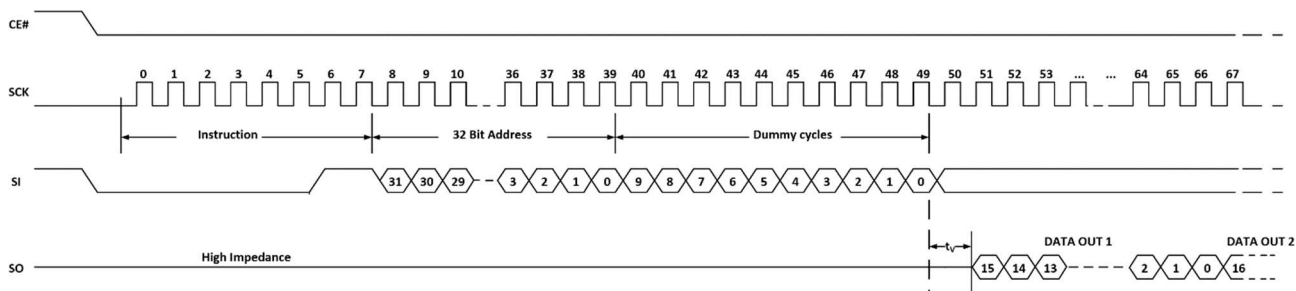 CE#
SCK
0 1 2 3 4 5 6 7 8 9 10 36 37 38 39 40 41 42 43 44 45 46 47 48 49 50 51 52 53 ... ... 64 65 66 67
Instruction 32 Bit Address Dummy cycles
SI
31 30 29 3 2 1 0 9 8 7 6 5 4 3 2 1 0
tV DATA OUT 1 DATA OUT 2
SO High Impedance
15 14 13 2 1 0 16